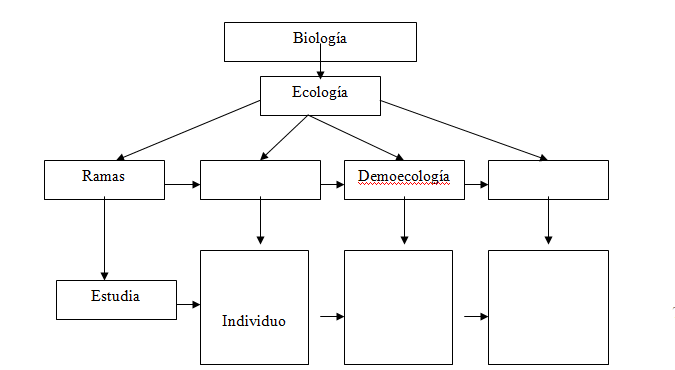 Biología
Ecología
Ramas
Demoecología
Estudia
Individuo